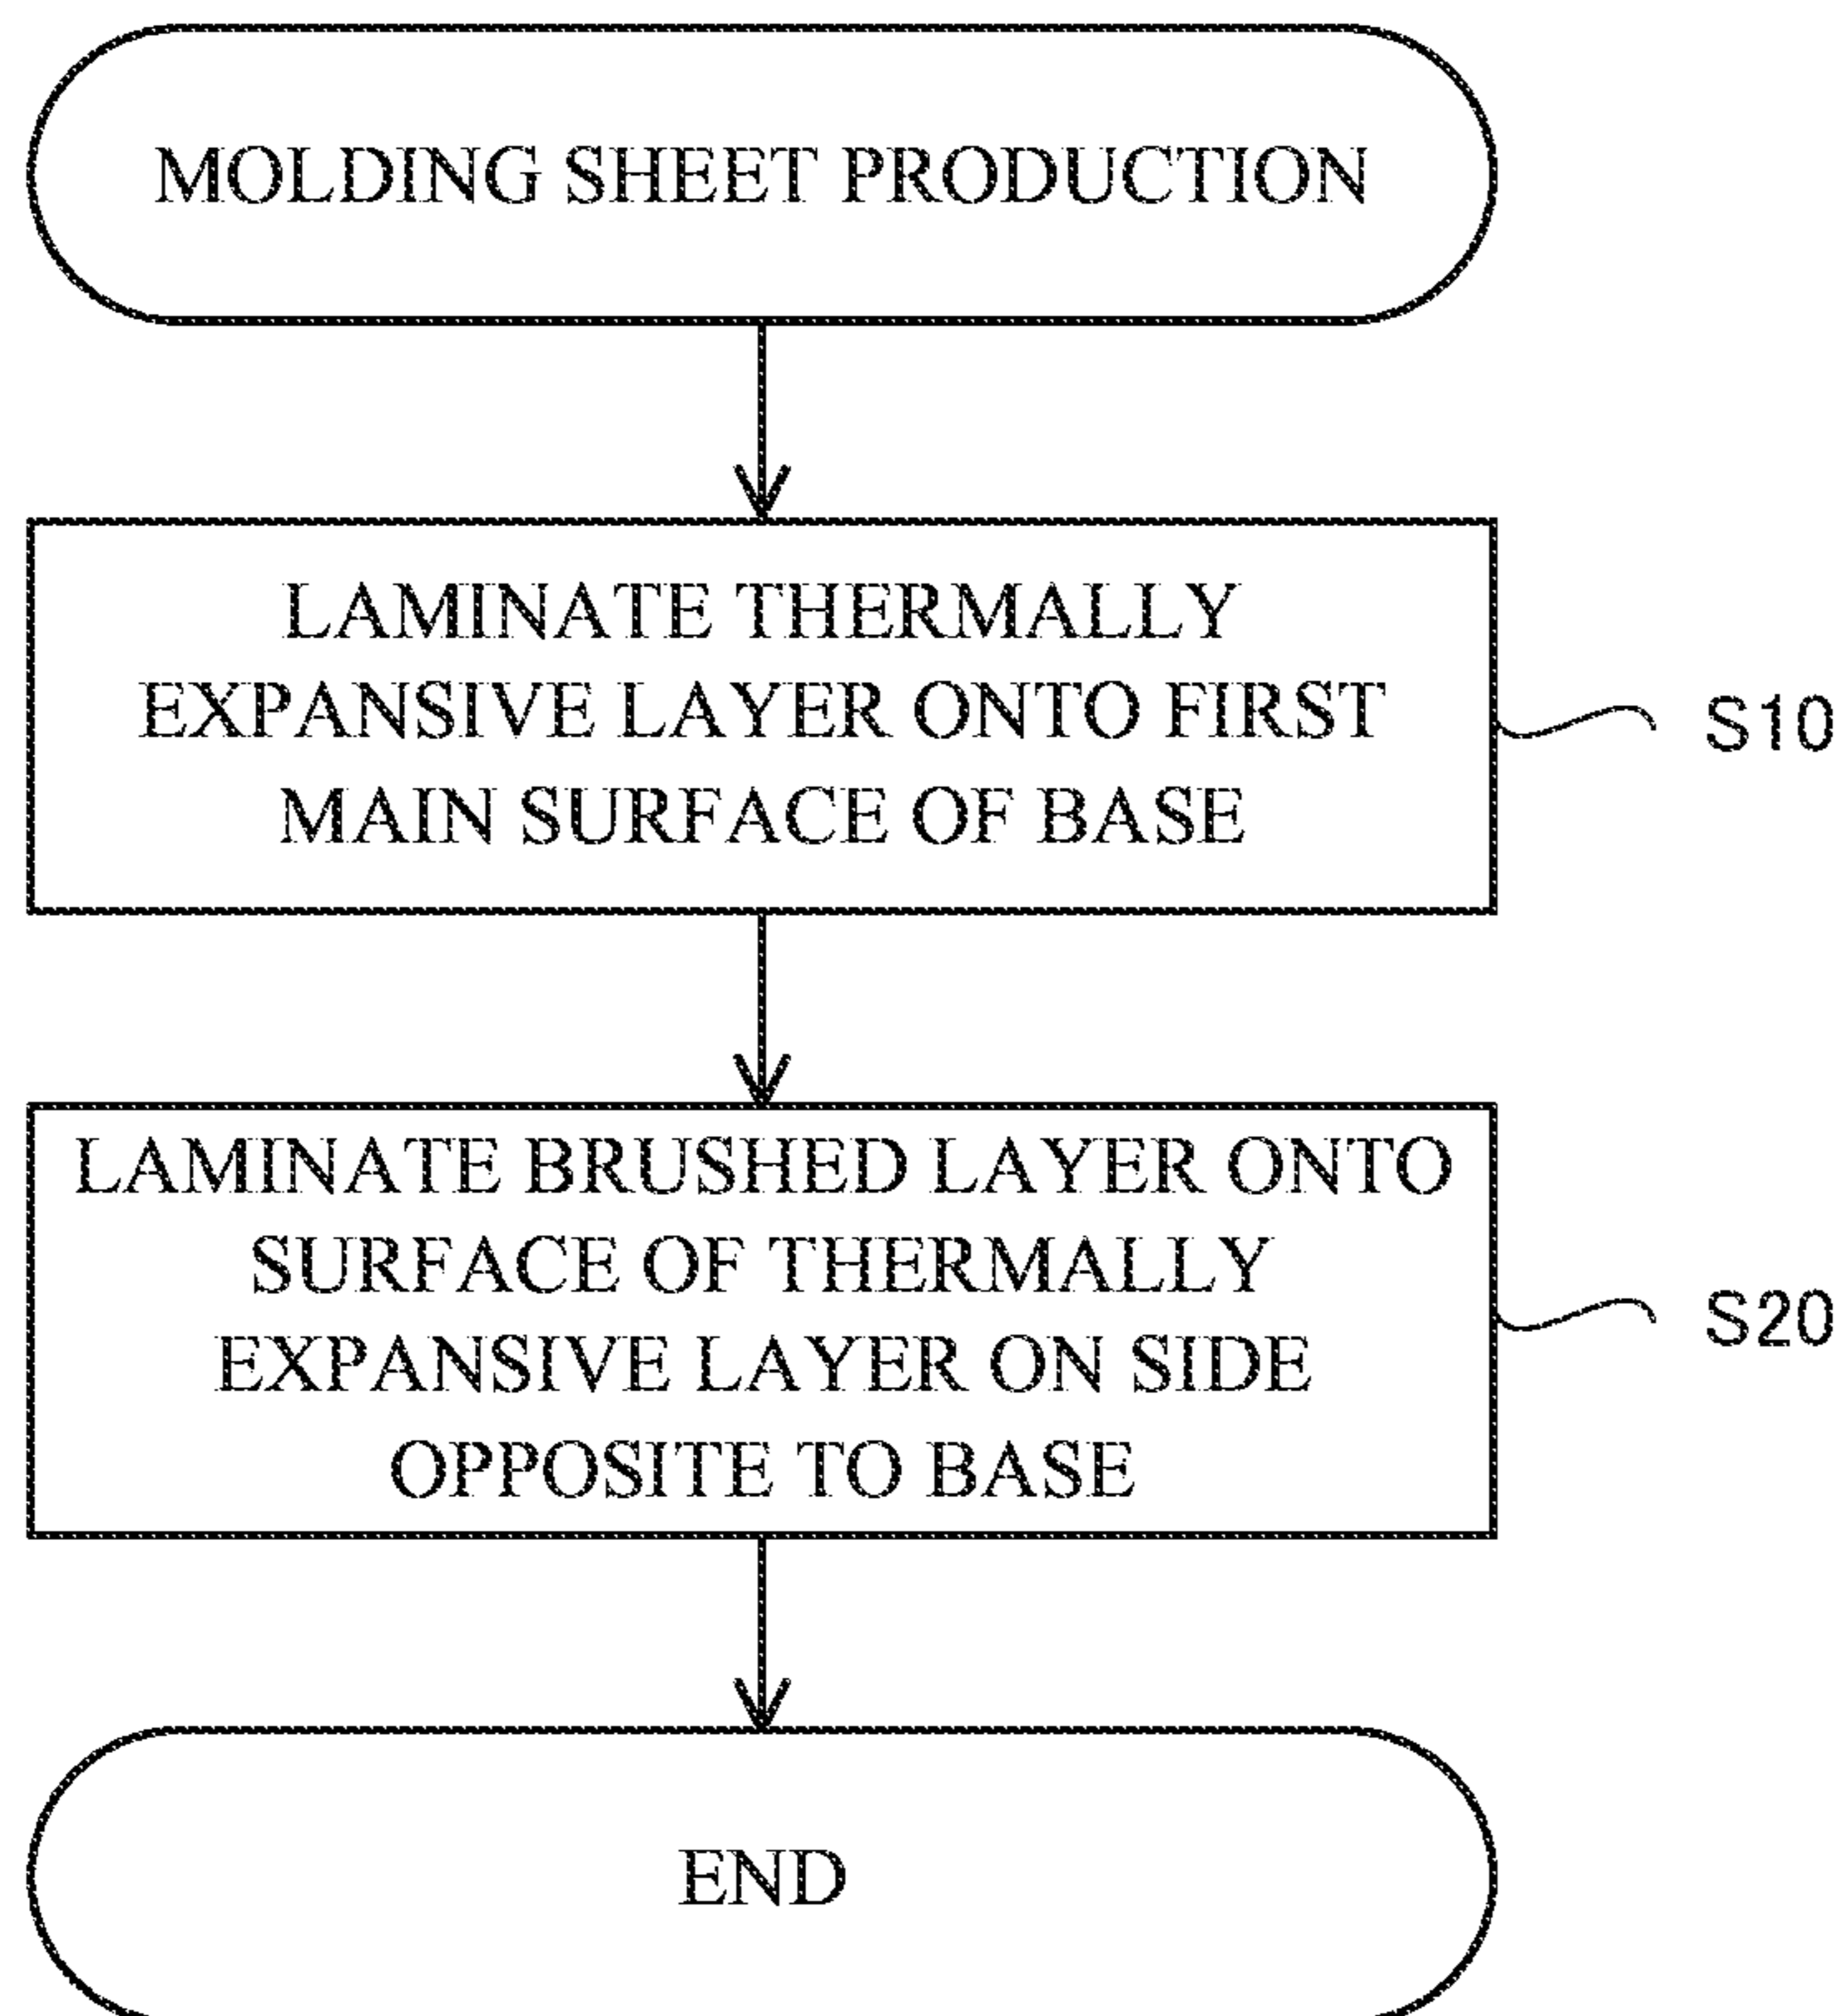 MOLDING SHEET PRODUCTION
LAMINATE THERMALLY
EXPANSIVE LAYER ONTO FIRST
MAIN SURFACE OF BASE
S10
LAMINATE BRUSHED LAYER ONTO
SURFACE OF THERMALLY
EXPANSIVE LAYER ON SIDE
OPPOSITE TO BASE
S20
END